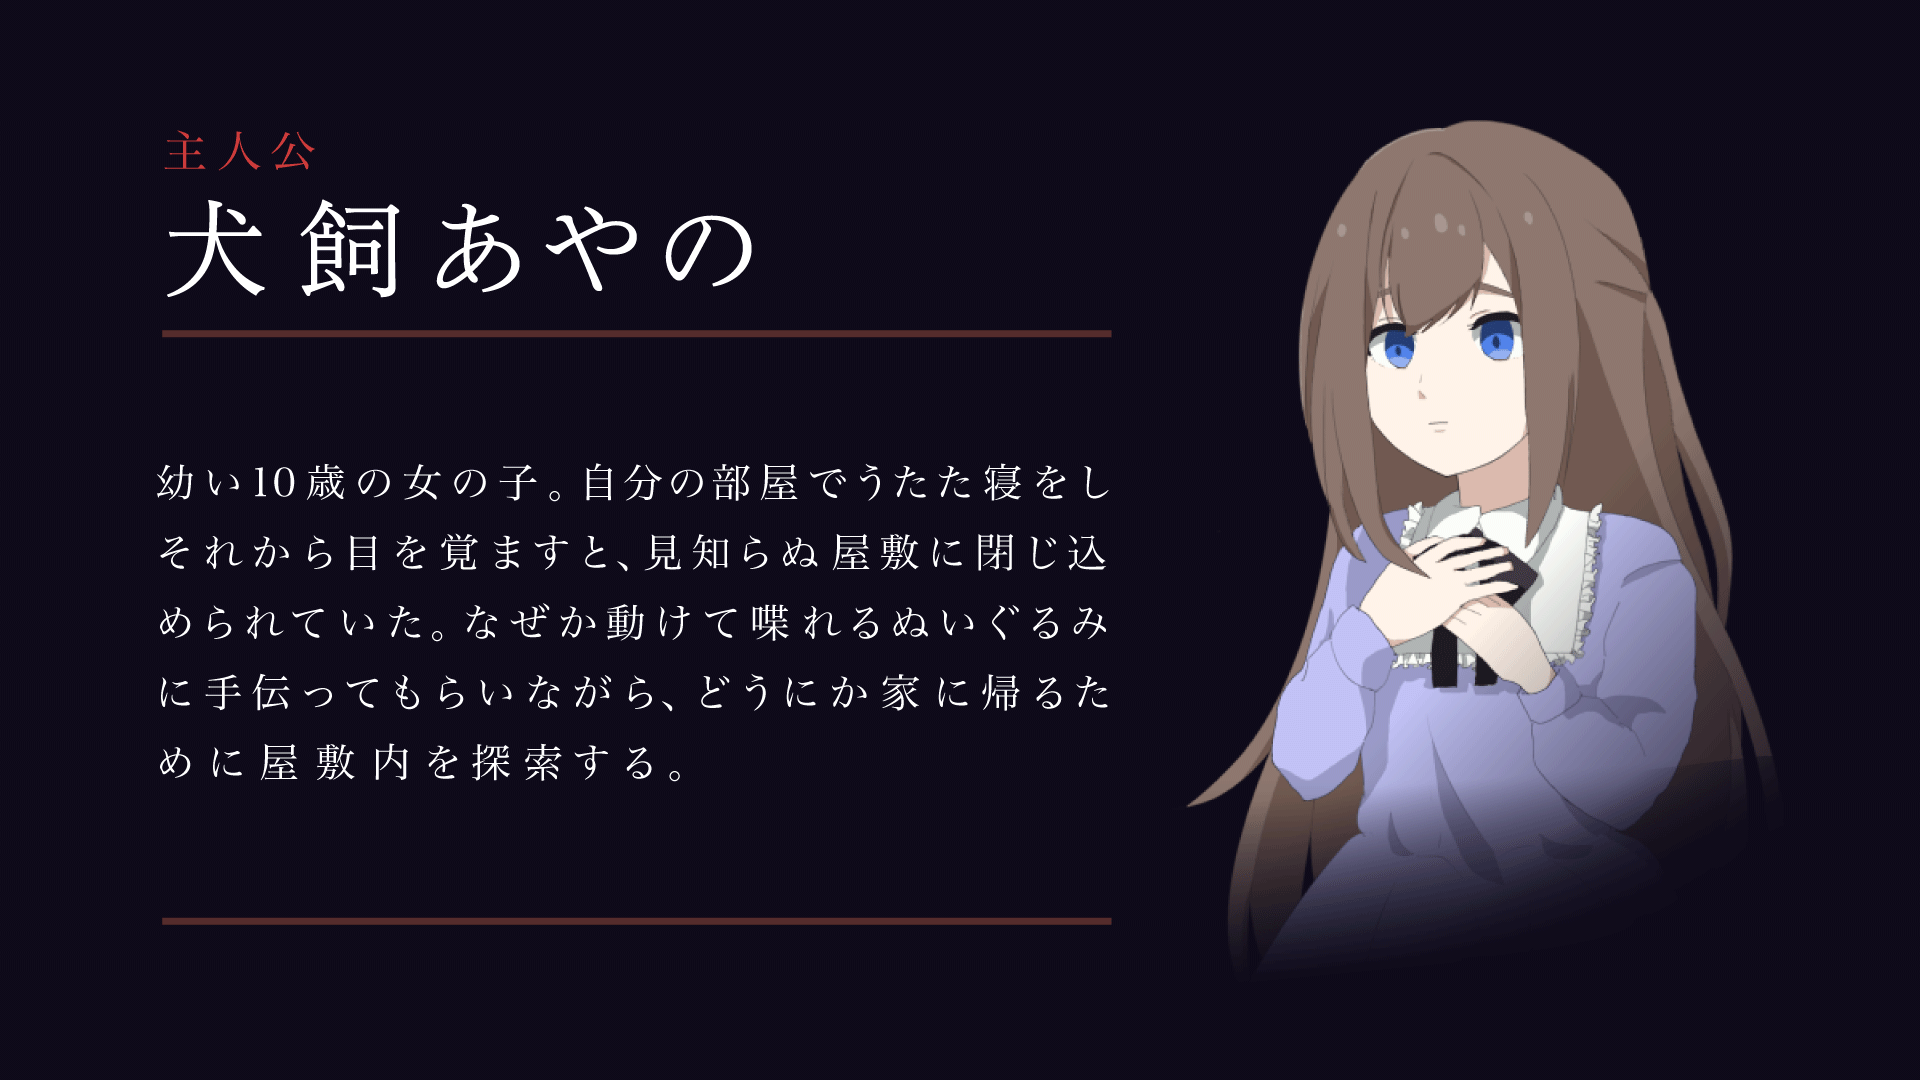 主人公
犬飼あやの
幼い10歳の女の子。自分の部屋でうたた寝をし
それから目を覚ますと、見知らぬ屋敷に閉じ込
められていた。なぜか動けて喋れるぬいぐるみ
に手伝ってもらいながら、どうにか家に帰るた
めに屋敷内を探索する。